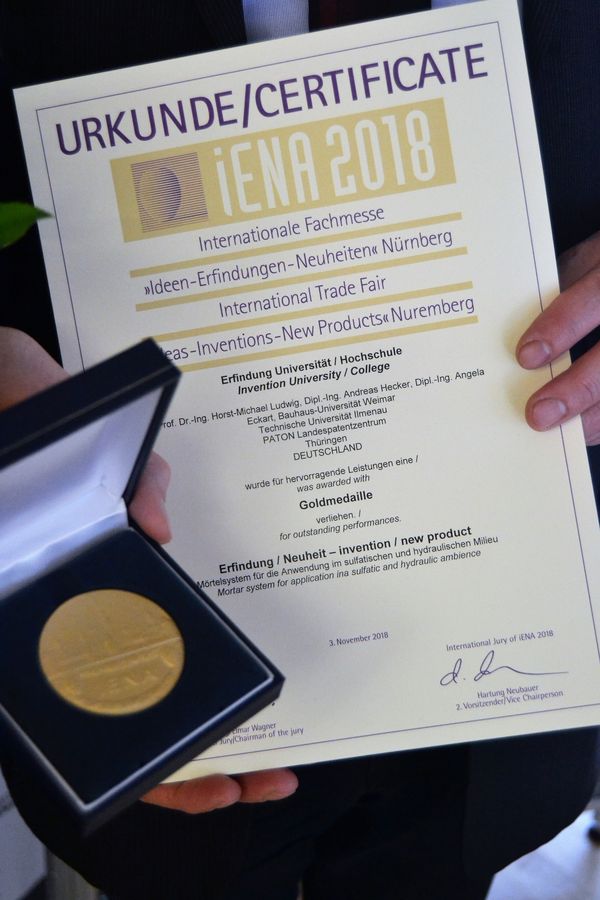 URKUNDE/CERTIFICATE
iENA 2018
Internationale Fachmesse
»Ideen-Erfindungen-Neuheiten« Nürnberg
International Trade Fair
eas-Inventions-New Products« Nuremberg
Erfindung Universität / Hochschule
Invention University / College
Prof. Dr.-Ing. Horst-Michael Ludwig, Dipl.-Ing. Andreas Hecker, Dipl.-Ing. Angela
Eckart, Bauhaus-Universität Weimar
Technische Universität Ilmenau
PATON Landespatentzentrum
Thüringen
DEUTSCHLAND
wurde für hervorragende Leistungen eine /
was awarded with
Goldmedaille
verliehen. /
for outstanding performances.
Erfindung / Neuheit – invention / new product
Mörtelsystem für die Anwendung im sulfatischen und hydraulischen Milieu
Mortar system for application ina sulfatic and hydraulic ambience
3. November 2018
International Jury of iENA 2018
Hartung Neubauer
2. Vorsitzender/Vice Chairperson
Elmar Wagner
Jury/Chairman of the jury